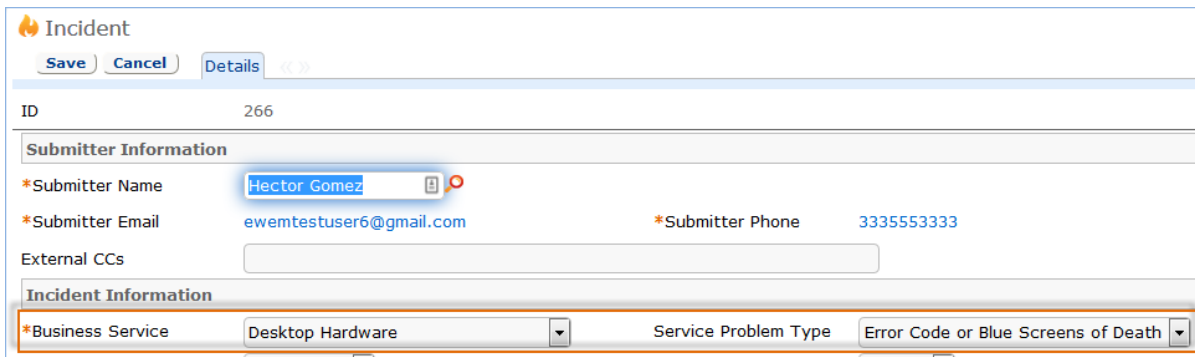 Incident
Save Cancel Details
ID 266
Submitter Information
*Submitter Name Hector Gomez
*Submitter Email ewemtestuser6@gmail.com *Submitter Phone 3335553333
External CCs
Incident Information
*Business Service Desktop Hardware Service Problem Type Error Code or Blue Screens of Death